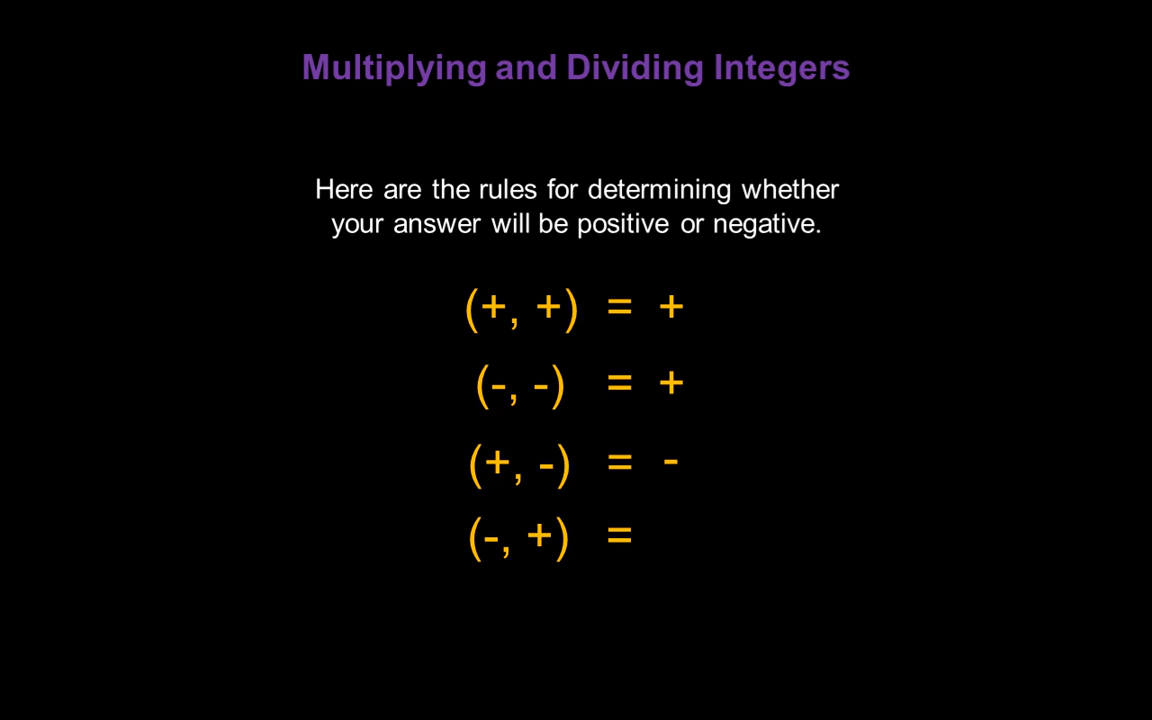 Multiplying and Dividing Integers
Here are the rules for determining whether
your answer will be positive or negative.
(+, +) = +
(-, -) = +
(+, -) = -
(-, +) =